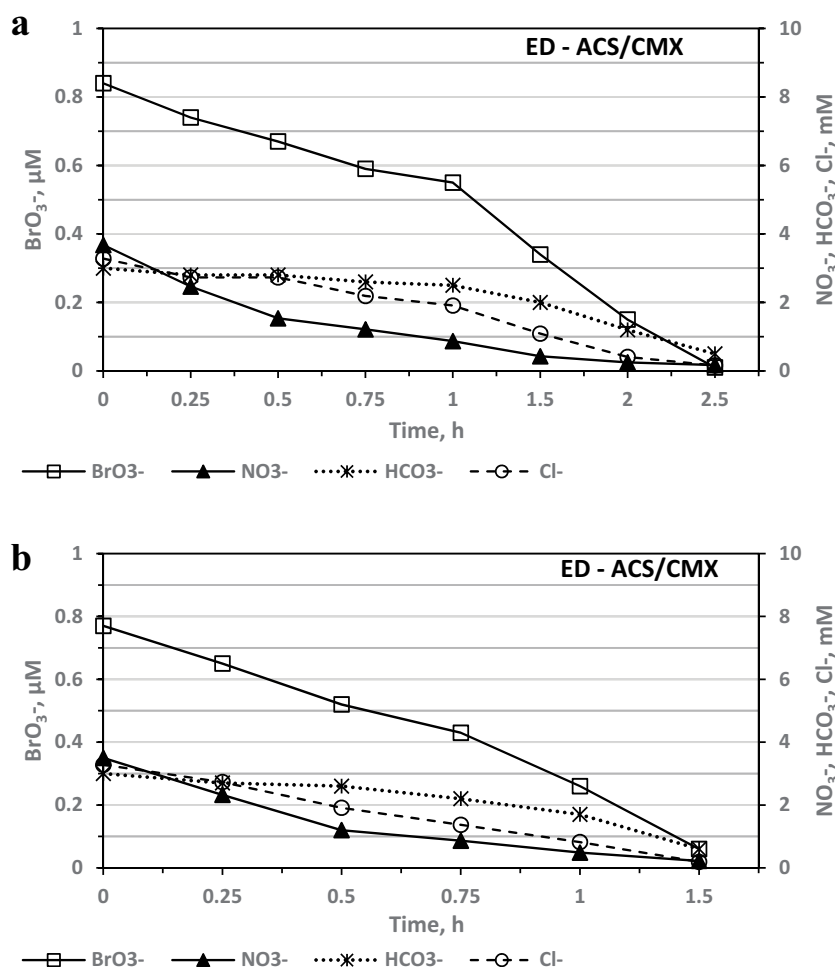 a
ED - ACS/CMX
1
0.8
0.6
0.4
0.2
0
BrO₃-, µM
10
8
6
4
2
0
NO₃-, HCO₃-, Cl-, mM
0 0.25 0.5 0.75 1 1.5 2 2.5
Time, h
BrO3- NO3- HCO3- Cl-
b
ED - ACS/CMX
1
0.8
0.6
0.4
0.2
0
BrO₃-, µM
10
8
6
4
2
0
NO₃-, HCO₃-, Cl-, mM
0 0.25 0.5 0.75 1 1.5
Time, h
BrO3- NO3- HCO3- Cl-